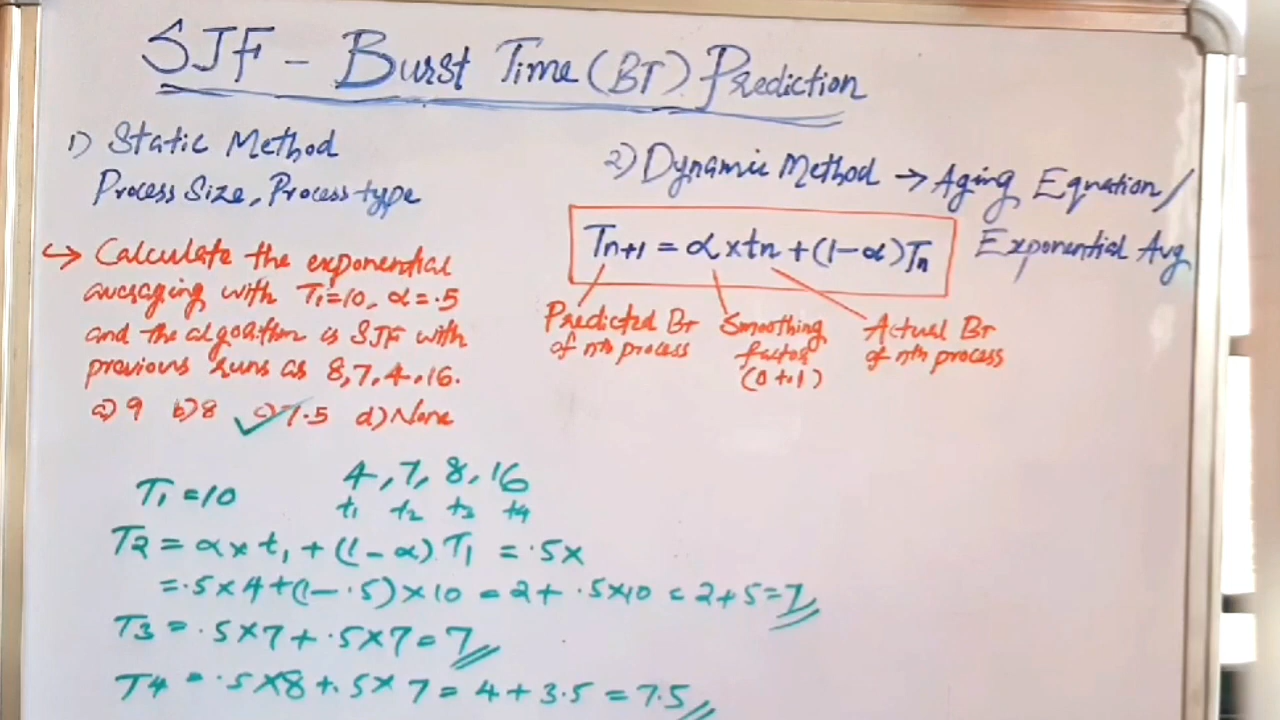 SJF - Burst Time (BT) Prediction
1) Static Method
Process Size, Process type
2) Dynamic Method → Aging Equation/
Exponential Avg
Tn+1 = α x tn + (1-α) Tn
Predicted BT
of nth process
Smoothing
factor
(0 to 1)
Actual BT
of nth process
↪ Calculate the exponential
averaging with T1=10, α=.5
and the algorithm is SJF with
previous runs as 8,7,4,16.
a) 9 b) 8 ✓ c) 7.5 d) None
T1 = 10
4, 7, 8, 16
t1 t2 t3 t4
T2 = α x t1 + (1-α) T1 = .5x
= .5 x 4 + (1-.5) x 10 = 2 + .5x10 = 2+5 = 7
T3 = .5 x 7 + .5 x 7 = 7
T4 = .5 x 8 + .5 x 7 = 4 + 3.5 = 7.5